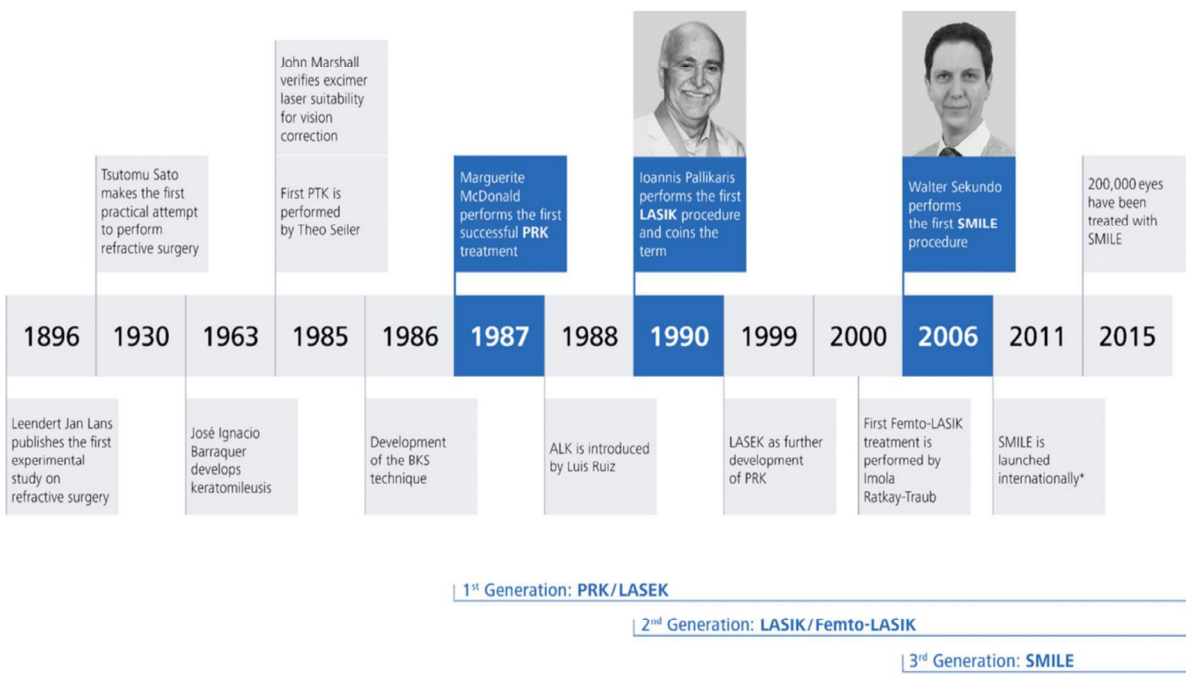 John Marshall
verifies excimer
laser suitability
for vision
correction
Tsutomu Sato
makes the first
practical attempt
to perform
refractive surgery
First PTK is
performed
by Theo Seiler
Marguerite
McDonald
performs the first
successful PRK
treatment
Ioannis Pallikaris
performs the first
LASIK procedure
and coins the
term
Walter Sekundo
performs
the first SMILE
procedure
200,000 eyes
have been
treated with
SMILE
1896 1930 1963 1985 1986 1987 1988 1990 1999 2000 2006 2011 2015
Leendert Jan Lans
publishes the first
experimental
study on
refractive surgery
José Ignacio
Barraquer
develops
keratomileusis
Development
of the BKS
technique
ALK is introduced
by Luis Ruiz
LASEK as further
development
of PRK
First Femto-LASIK
treatment is
performed by
Imola
Ratkay-Traub
SMILE is
launched
internationally*
1st Generation: PRK/LASEK
2nd Generation: LASIK/Femto-LASIK
3rd Generation: SMILE